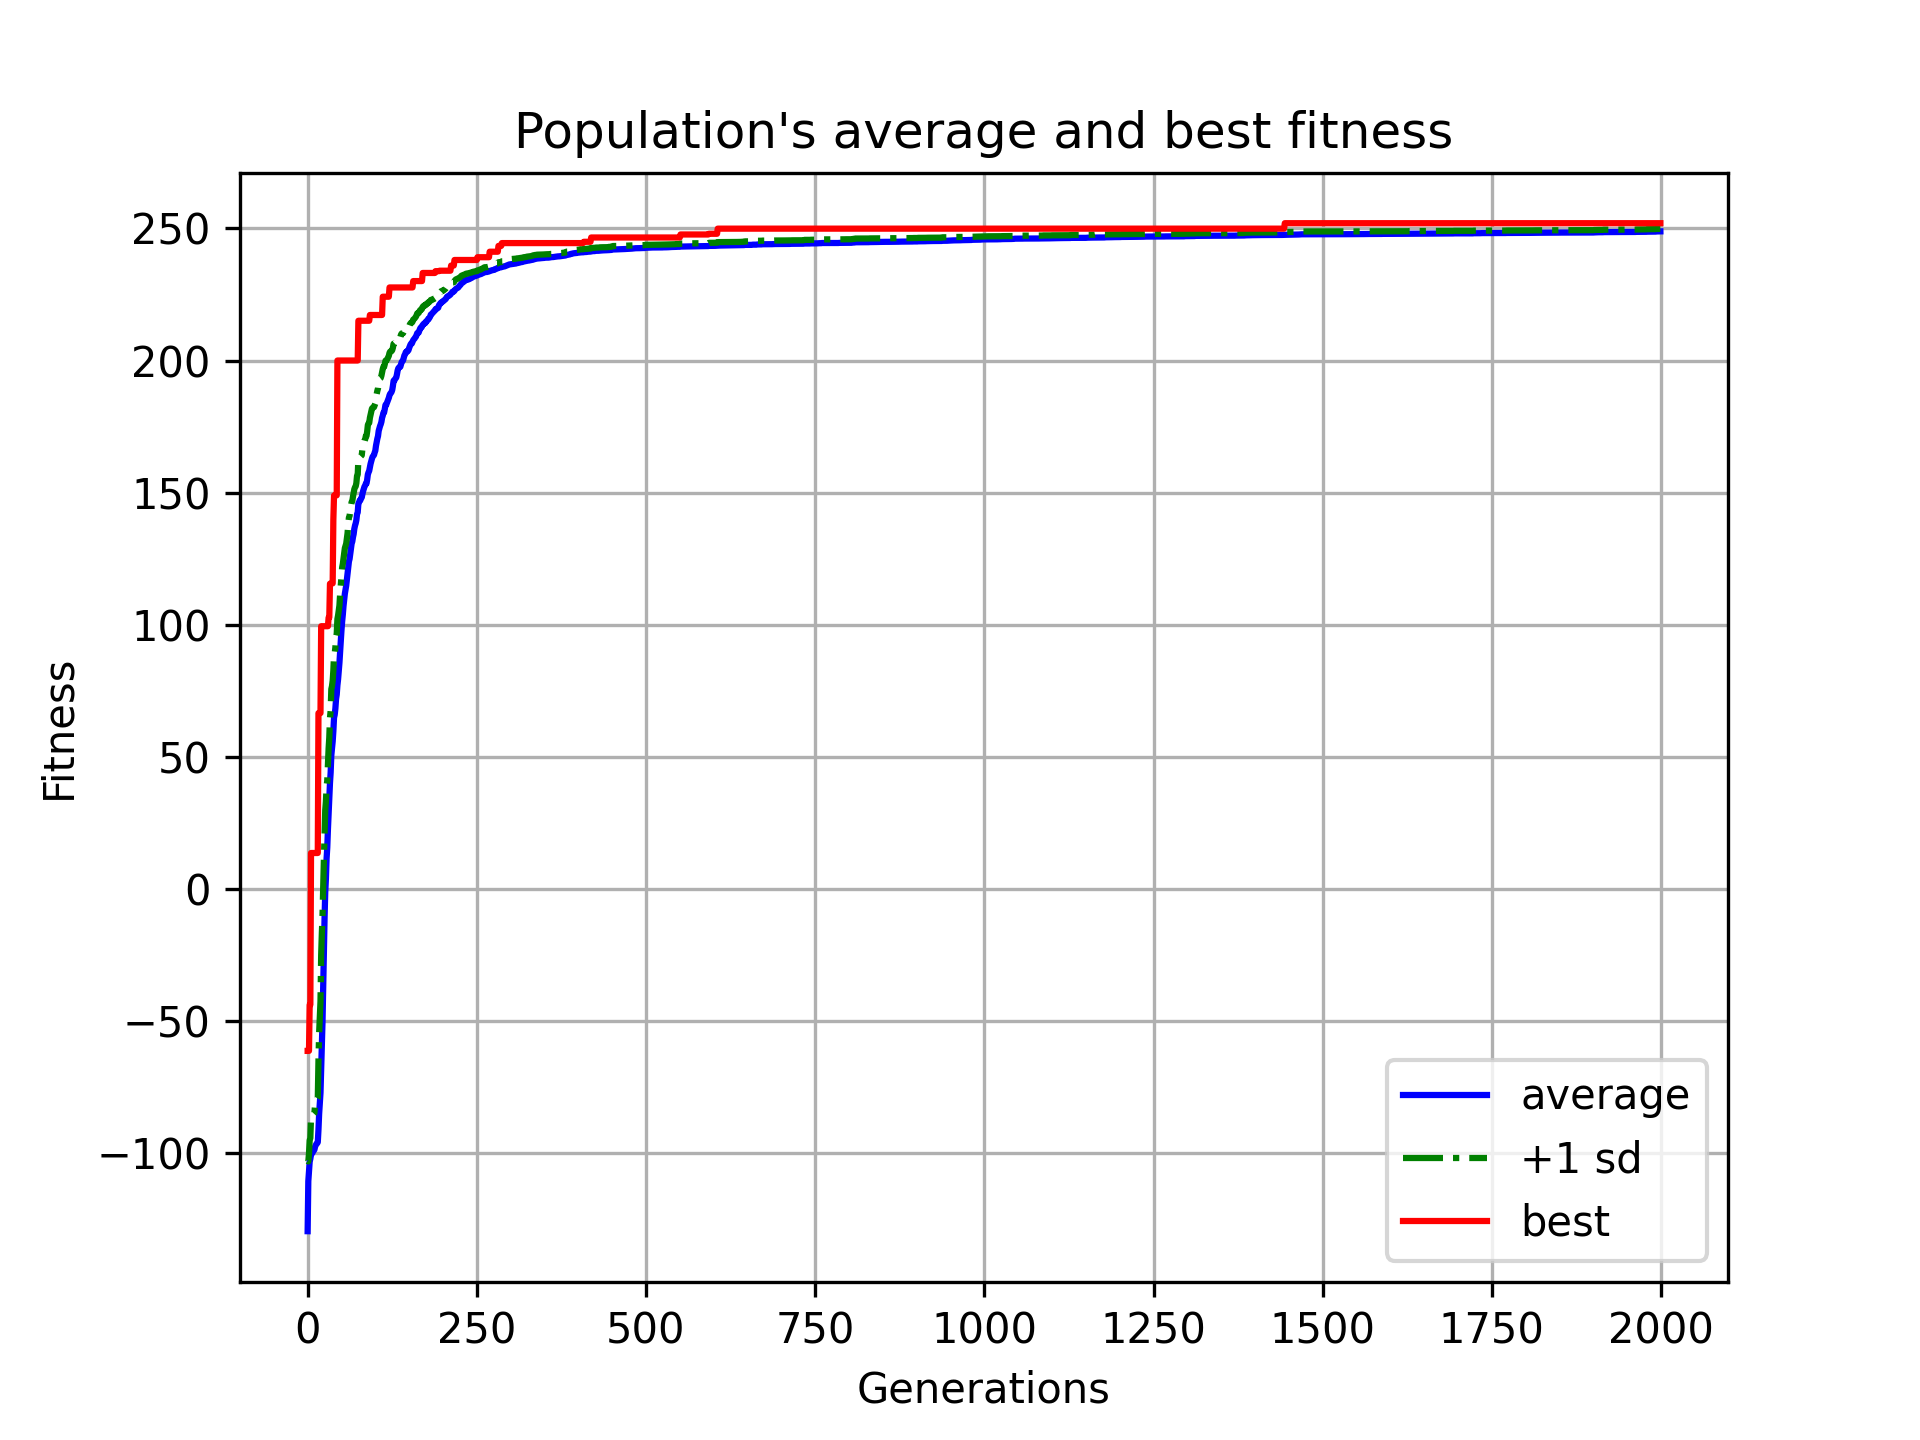 Population's average and best fitness
250
200
150
100
50
0
−50
−100
Fitness
average
+1 sd
best
0 250 500 750 1000 1250 1500 1750 2000
Generations